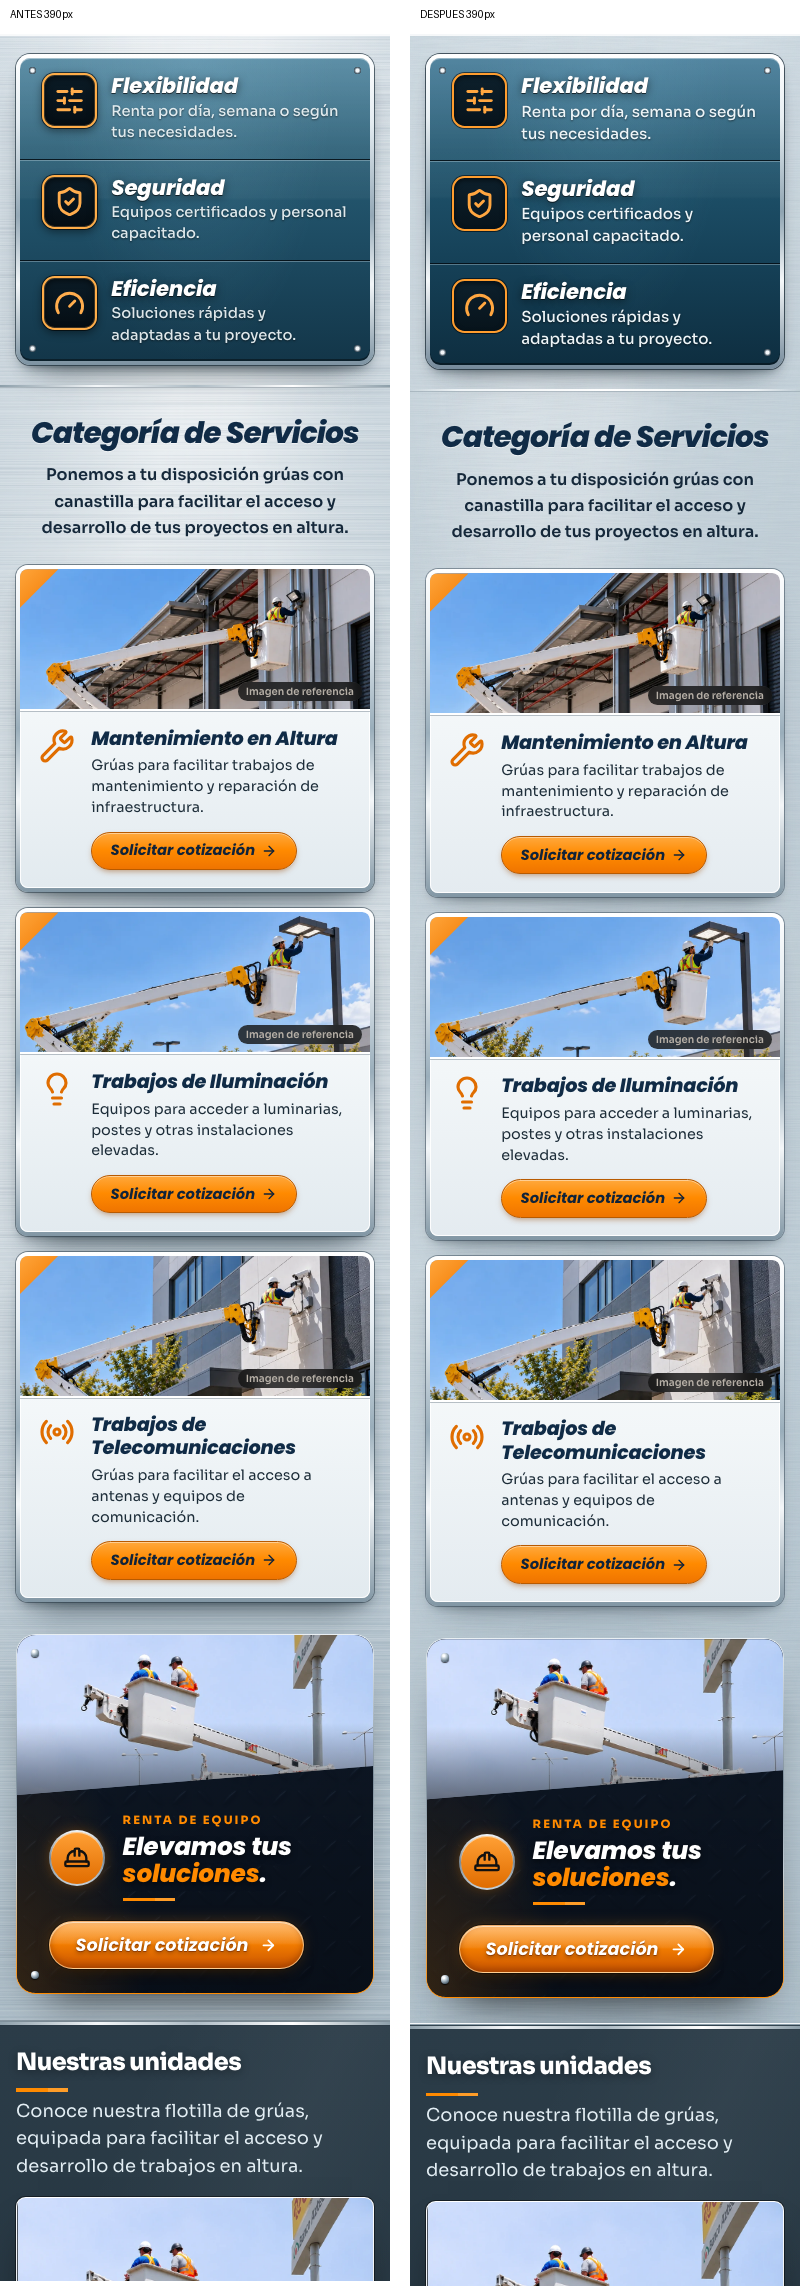 ANTES 390px
Flexibilidad
Renta por día, semana o según
tus necesidades.
Seguridad
Equipos certificados y personal
capacitado.
Eficiencia
Soluciones rápidas y
adaptadas a tu proyecto.
Categoría de Servicios
Ponemos a tu disposición grúas con
canastilla para facilitar el acceso y
desarrollo de tus proyectos en altura.
Imagen de referencia
Mantenimiento en Altura
Grúas para facilitar trabajos de
mantenimiento y reparación de
infraestructura.
Solicitar cotización →
Imagen de referencia
Trabajos de Iluminación
Equipos para acceder a luminarias,
postes y otras instalaciones
elevadas.
Solicitar cotización →
Imagen de referencia
Trabajos de
Telecomunicaciones
Grúas para facilitar el acceso a
antenas y equipos de
comunicación.
Solicitar cotización →
RENTA DE EQUIPO
Elevamos tus
soluciones.
Solicitar cotización →
Nuestras unidades
Conoce nuestra flotilla de grúas,
equipada para facilitar el acceso y
desarrollo de trabajos en altura.
DESPUES 390px
Flexibilidad
Renta por día, semana o según
tus necesidades.
Seguridad
Equipos certificados y
personal capacitado.
Eficiencia
Soluciones rápidas y
adaptadas a tu proyecto.
Categoría de Servicios
Ponemos a tu disposición grúas con
canastilla para facilitar el acceso y
desarrollo de tus proyectos en altura.
Imagen de referencia
Mantenimiento en Altura
Grúas para facilitar trabajos de
mantenimiento y reparación de
infraestructura.
Solicitar cotización →
Imagen de referencia
Trabajos de Iluminación
Equipos para acceder a luminarias,
postes y otras instalaciones
elevadas.
Solicitar cotización →
Imagen de referencia
Trabajos de
Telecomunicaciones
Grúas para facilitar el acceso a
antenas y equipos de
comunicación.
Solicitar cotización →
RENTA DE EQUIPO
Elevamos tus
soluciones.
Solicitar cotización →
Nuestras unidades
Conoce nuestra flotilla de grúas,
equipada para facilitar el acceso y
desarrollo de trabajos en altura.